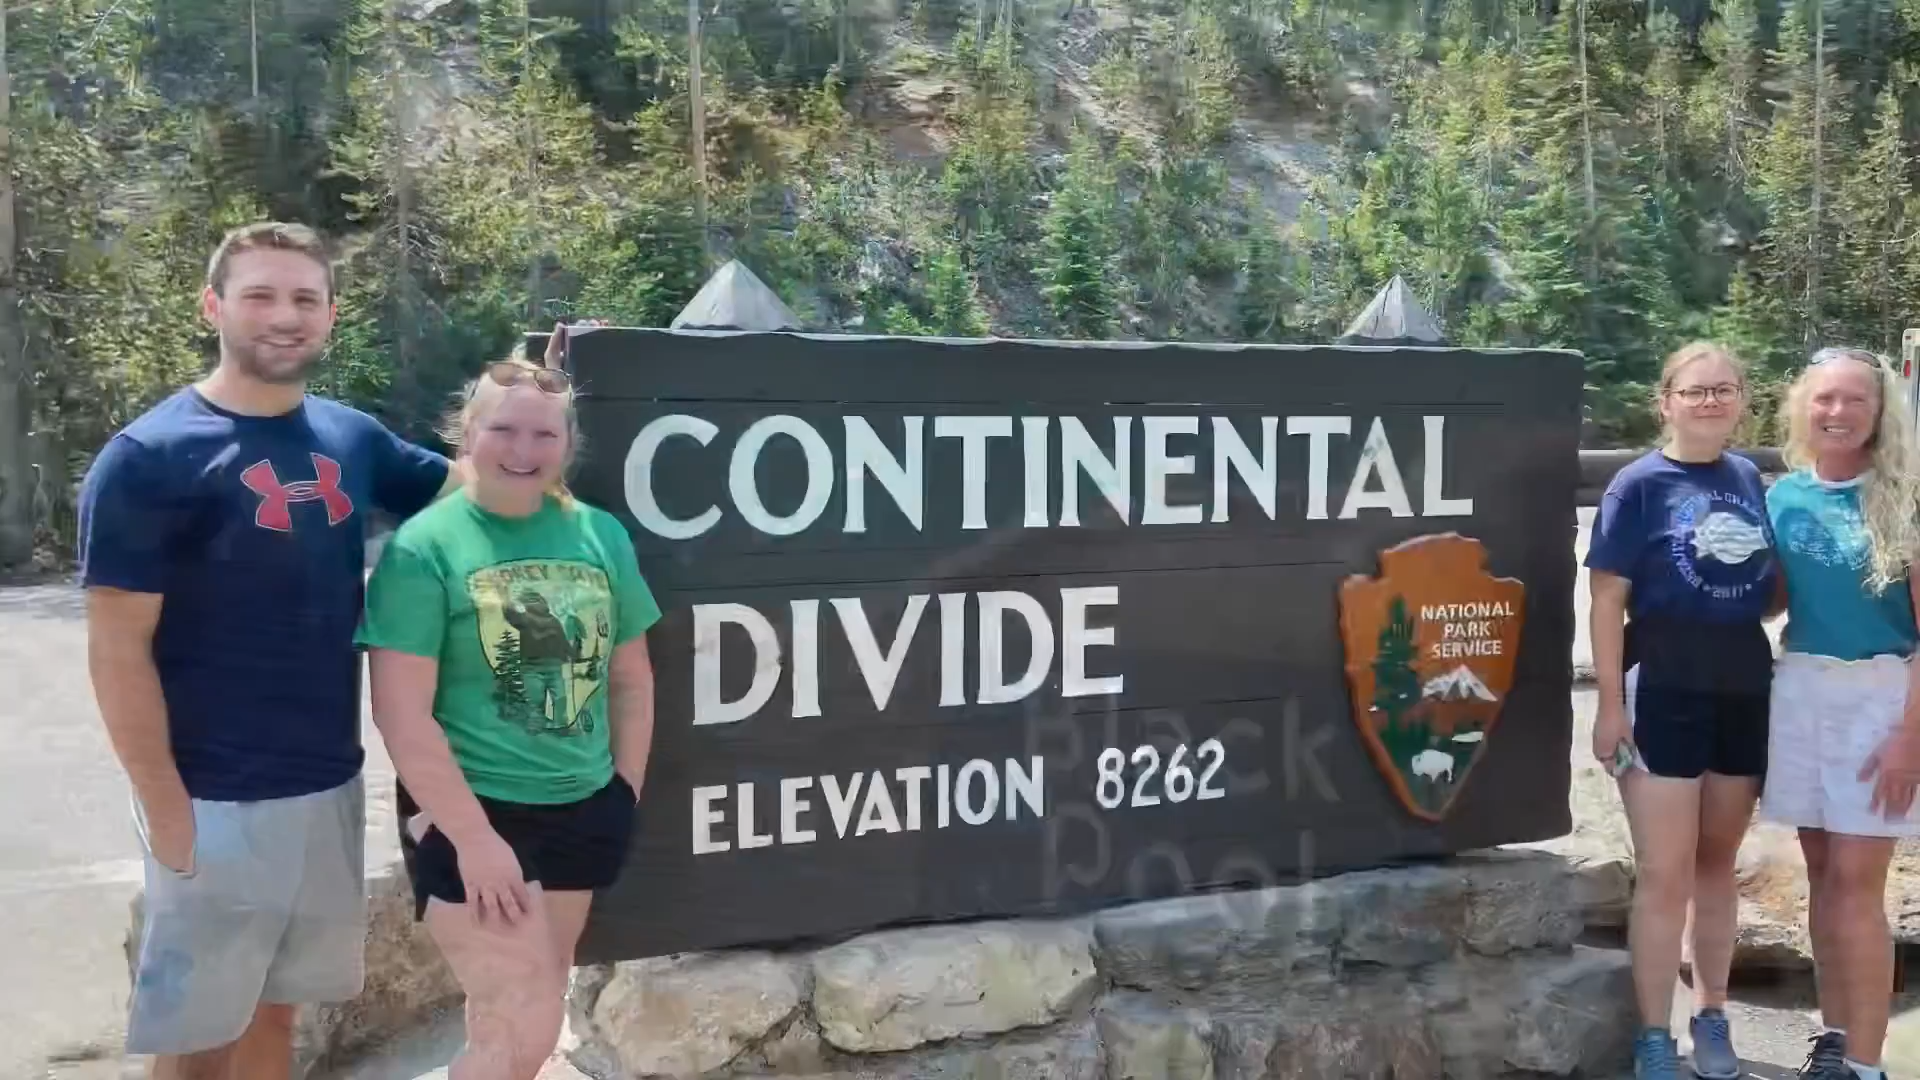 CONTINENTAL
DIVIDE
ELEVATION 8262
NATIONAL
PARK
SERVICE
Black
Pool